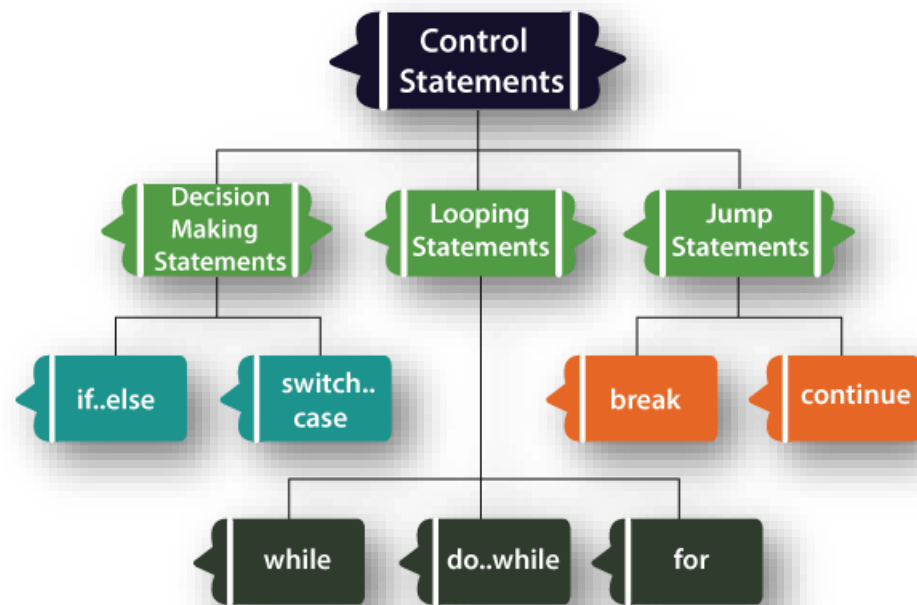 Control
Statements
Decision
Making
Statements
Looping
Statements
Jump
Statements
if..else
switch..
case
break
continue
while
do..while
for